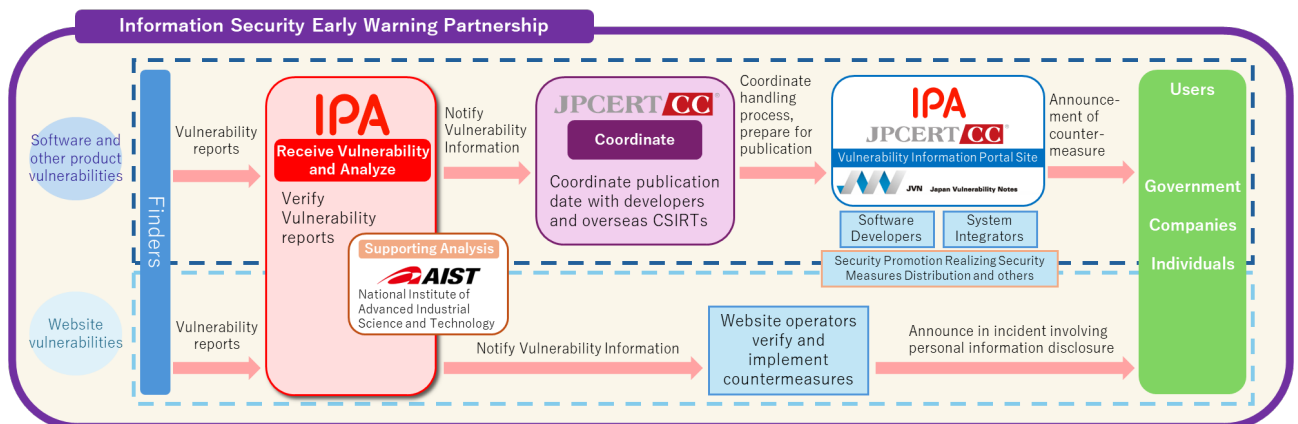 Information Security Early Warning Partnership
Software and
other product
vulnerabilities
Website
vulnerabilities
Finders
Vulnerability
reports
Vulnerability
reports
IPA
Receive Vulnerability
and Analyze
Verify
Vulnerability
reports
Supporting Analysis
AIST
National Institute of
Advanced Industrial
Science and Technology
Notify
Vulnerability
Information
JPCERT CC®
Coordinate
Coordinate publication
date with developers
and overseas CSIRTs
Coordinate
handling
process,
prepare for
publication
IPA
JPCERT CC®
Vulnerability Information Portal Site
JVN Japan Vulnerability Notes
Software
Developers
System
Integrators
Security Promotion Realizing Security
Measures Distribution and others
Announce-
ment of
counter-
measure
Notify Vulnerability Information
Website operators
verify and
implement
countermeasures
Announce in incident involving
personal information disclosure
Users
Government
Companies
Individuals